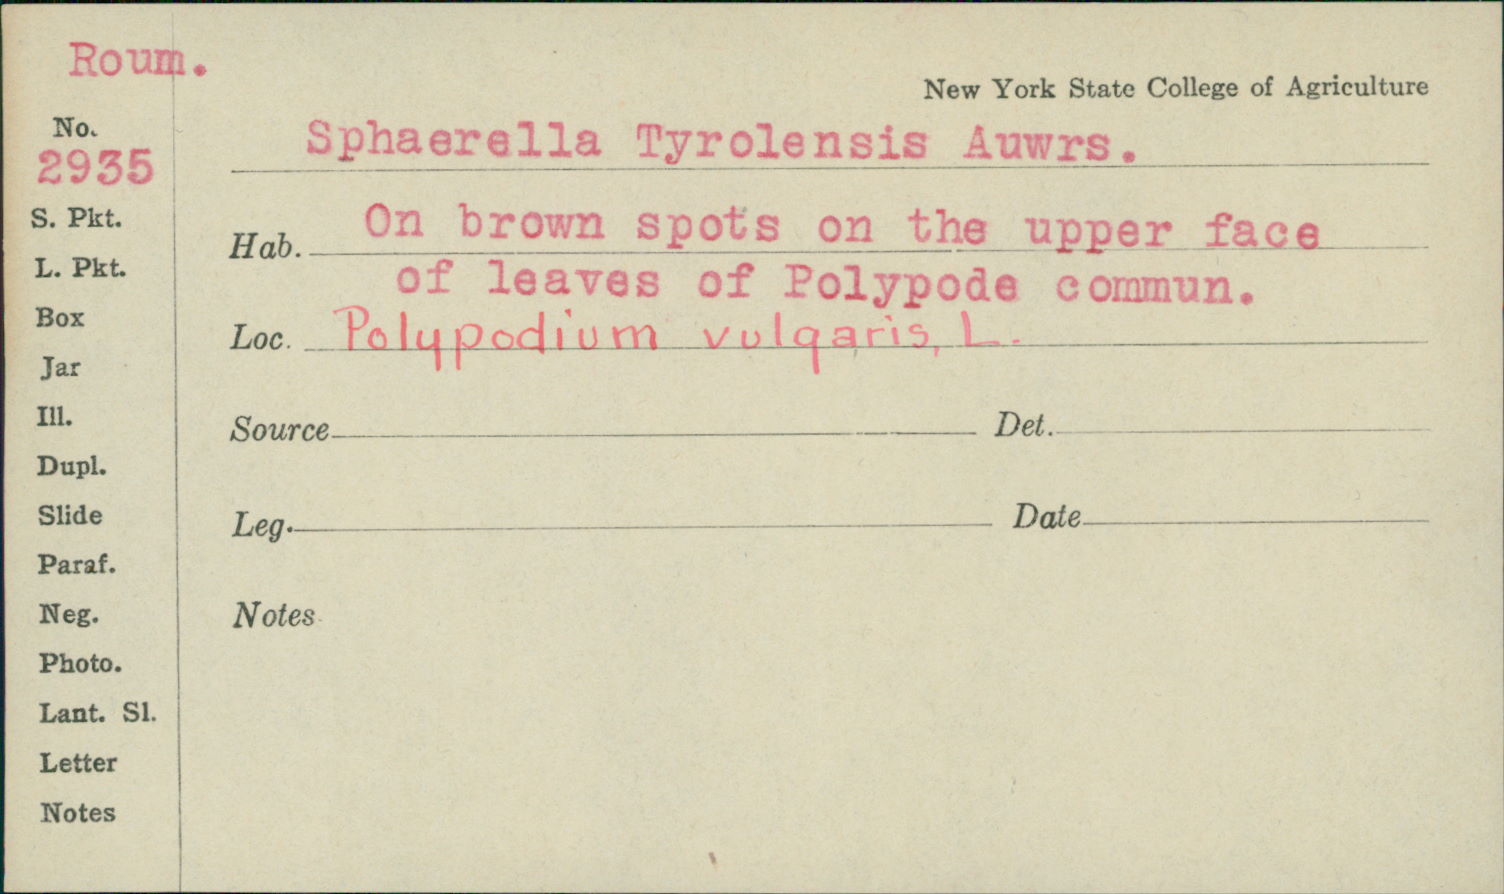 Roum.
New York State College of Agriculture
No.
2935
Sphaerella Tyrolensis Auwrs.
S. Pkt.
Hab. On brown spots on the upper face
L. Pkt.
of leaves of Polypode commun.
Box
Loc. Polypodium vulgaris, L.
Jar
Ill.
Source Det.
Dupl.
Slide
Leg. Date
Paraf.
Neg.
Notes
Photo.
Lant. Sl.
Letter
Notes